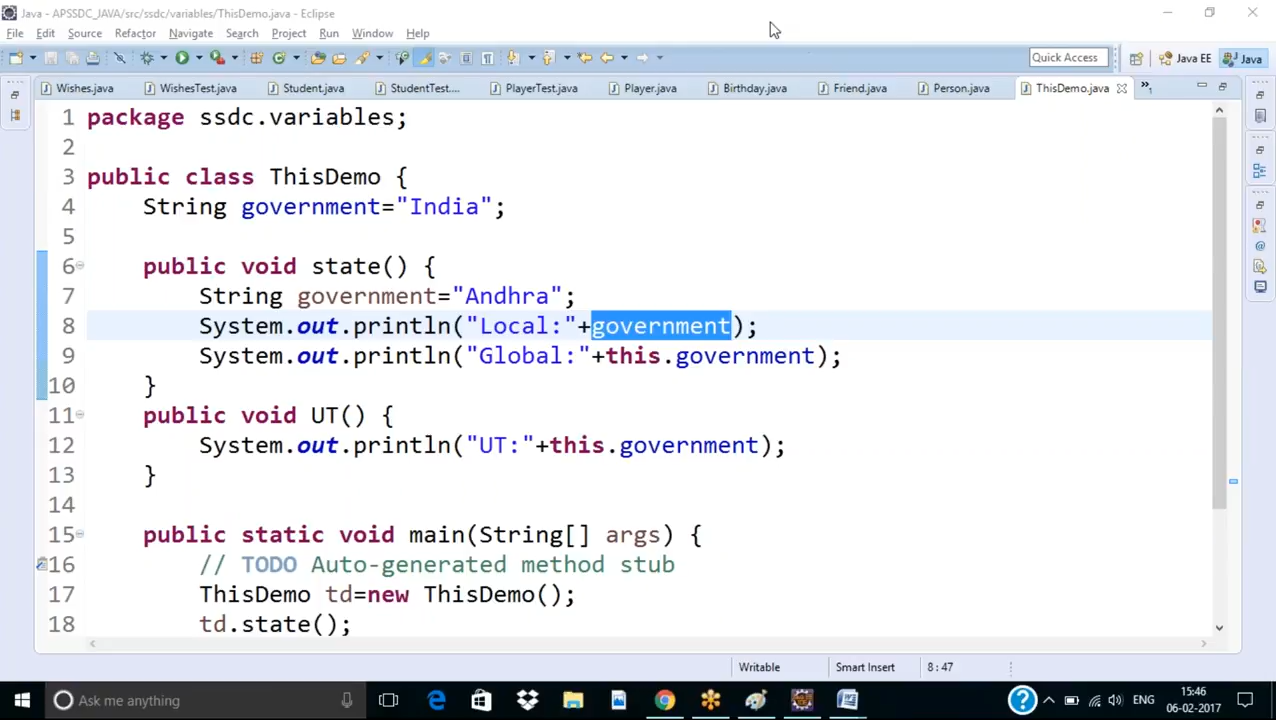 Java - APSSDC_JAVA/src/ssdc/variables/ThisDemo.java - Eclipse
File Edit Source Refactor Navigate Search Project Run Window Help
Quick Access Java EE Java
Wishes.java WishesTest.java Student.java StudentTest.... PlayerTest.java Player.java Birthday.java Friend.java Person.java ThisDemo.java »1
1 package ssdc.variables;
2
3 public class ThisDemo {
4 String government="India";
5
6 public void state() {
7 String government="Andhra";
8 System.out.println("Local:"+government);
9 System.out.println("Global:"+this.government);
10 }
11 public void UT() {
12 System.out.println("UT:"+this.government);
13 }
14
15 public static void main(String[] args) {
16 // TODO Auto-generated method stub
17 ThisDemo td=new ThisDemo();
18 td.state();
Writable Smart Insert 8:47
Ask me anything ENG 15:46
06-02-2017